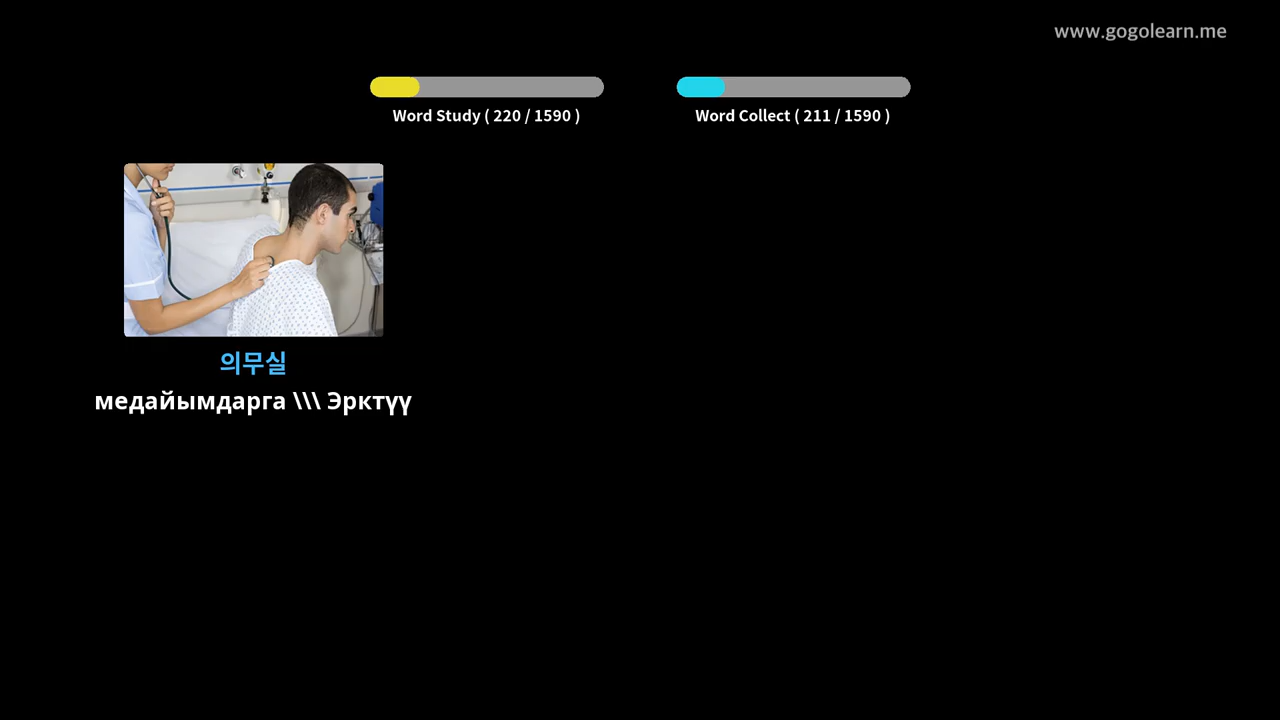 www.gogolearn.me
Word Study ( 220 / 1590 )
Word Collect ( 211 / 1590 )
의무실
медайымдарга \\\ Эрктүү